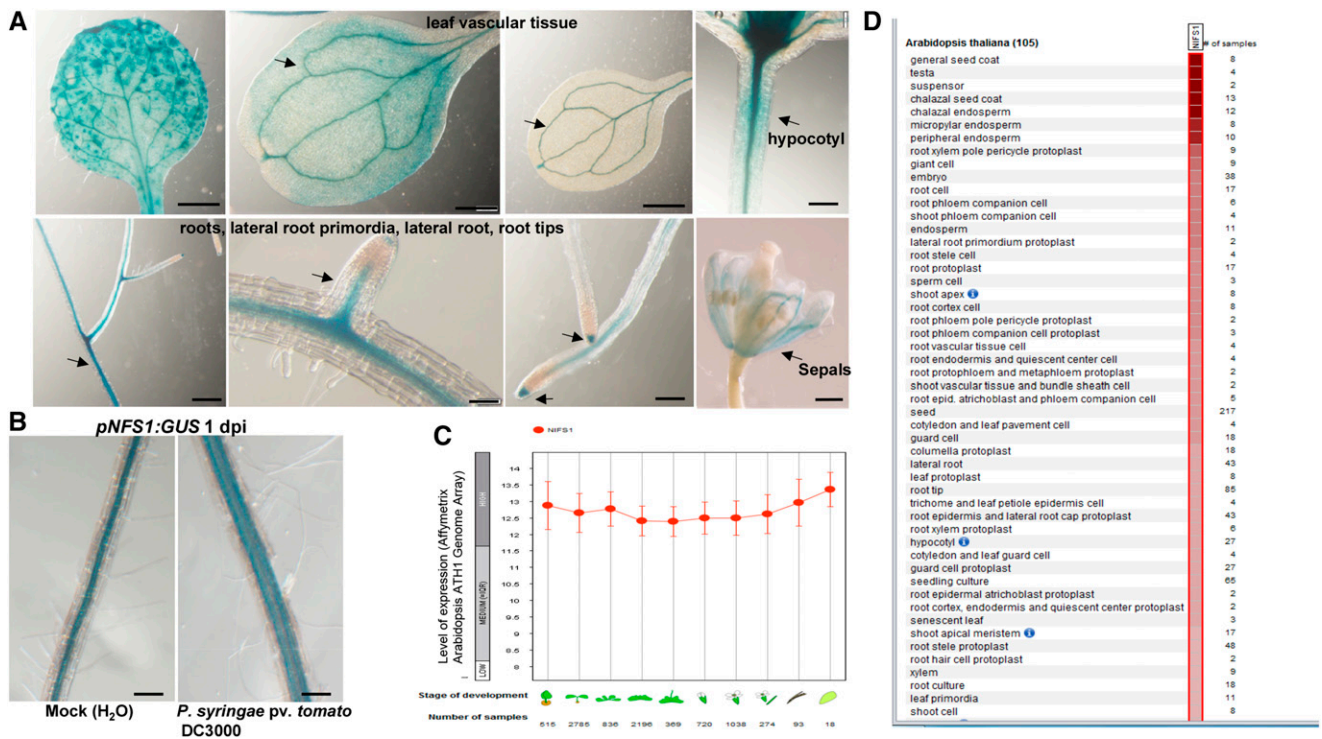 A
leaf vascular tissue
hypocotyl
roots, lateral root primordia, lateral root, root tips
Sepals
B
pNFS1:GUS 1 dpi
Mock (H₂O)
P. syringae pv. tomato
DC3000
C
NIFS1
Level of expression (Affymetrix
Arabidopsis ATH1 Genome Array)
HIGH
MEDIUM (=IQR)
LOW
14
13.5
13
12.5
12
11.5
11
10.5
10
9.5
9
8.5
8
Stage of development
Number of samples
515 2785 836 2196 369 720 1038 274 93 18
D
Arabidopsis thaliana (105) NIFS1 # of samples
general seed coat 8
testa 4
suspensor 2
chalazal seed coat 13
chalazal endosperm 12
micropylar endosperm 8
peripheral endosperm 10
root xylem pole pericycle protoplast 9
giant cell 9
embryo 38
root cell 17
root phloem companion cell 6
shoot phloem companion cell 4
endosperm 11
lateral root primordium protoplast 2
root stele cell 4
root protoplast 17
sperm cell 3
shoot apex 8
root cortex cell 8
root phloem pole pericycle protoplast 2
root phloem companion cell protoplast 3
root vascular tissue cell 4
root endodermis and quiescent center cell 4
root protophloem and metaphloem protoplast 2
shoot vascular tissue and bundle sheath cell 2
root epid. atrichoblast and phloem companion cell 5
seed 217
cotyledon and leaf pavement cell 4
guard cell 18
columella protoplast 18
lateral root 43
leaf protoplast 8
root tip 85
trichome and leaf petiole epidermis cell 4
root epidermis and lateral root cap protoplast 43
root xylem protoplast 6
hypocotyl 27
cotyledon and leaf guard cell 4
guard cell protoplast 27
seedling culture 65
root epidermal atrichoblast protoplast 2
root cortex, endodermis and quiescent center protoplast 2
senescent leaf 3
shoot apical meristem 17
root stele protoplast 48
root hair cell protoplast 2
xylem 9
root culture 18
leaf primordia 11
shoot cell 8